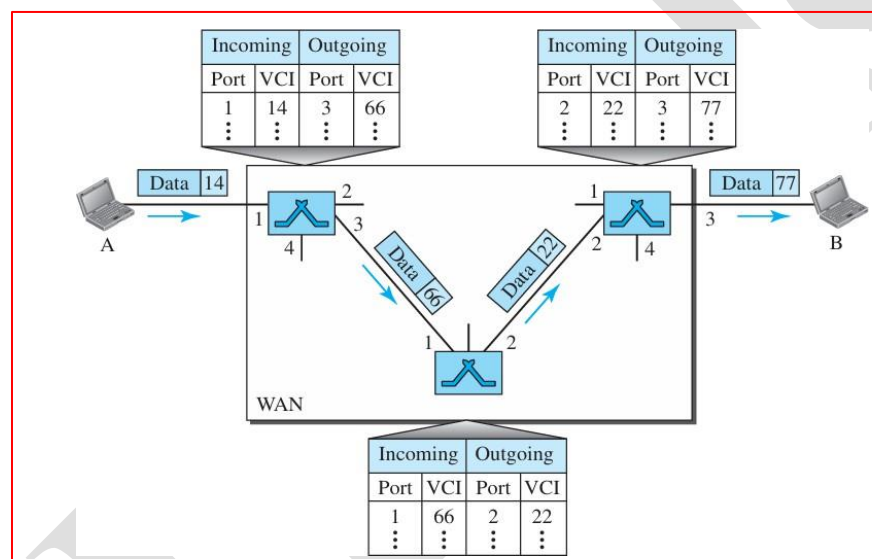 Incoming Outgoing
Port VCI Port VCI
1 14 3 66
Incoming Outgoing
Port VCI Port VCI
2 22 3 77
Data 14
A
1
2
3
4
Data 66
1
2
Data 22
1
2
3
4
Data 77
B
WAN
Incoming Outgoing
Port VCI Port VCI
1 66 2 22